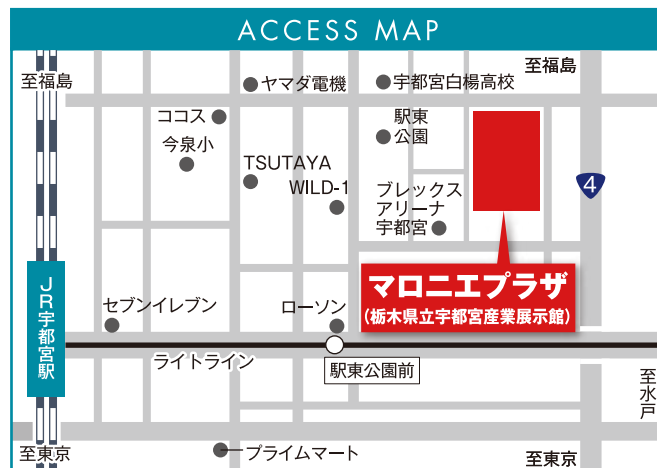 ACCESS MAP
至福島
至福島
ヤマダ電機
宇都宮白楊高校
ココス
駅東
公園
今泉小
TSUTAYA
WILD-1
ブレックス
アリーナ
宇都宮
4
マロニエプラザ
(栃木県立宇都宮産業展示館)
JR宇都宮駅
セブンイレブン
ローソン
ライトライン
駅東公園前
至水戸
至東京
プライムマート
至東京